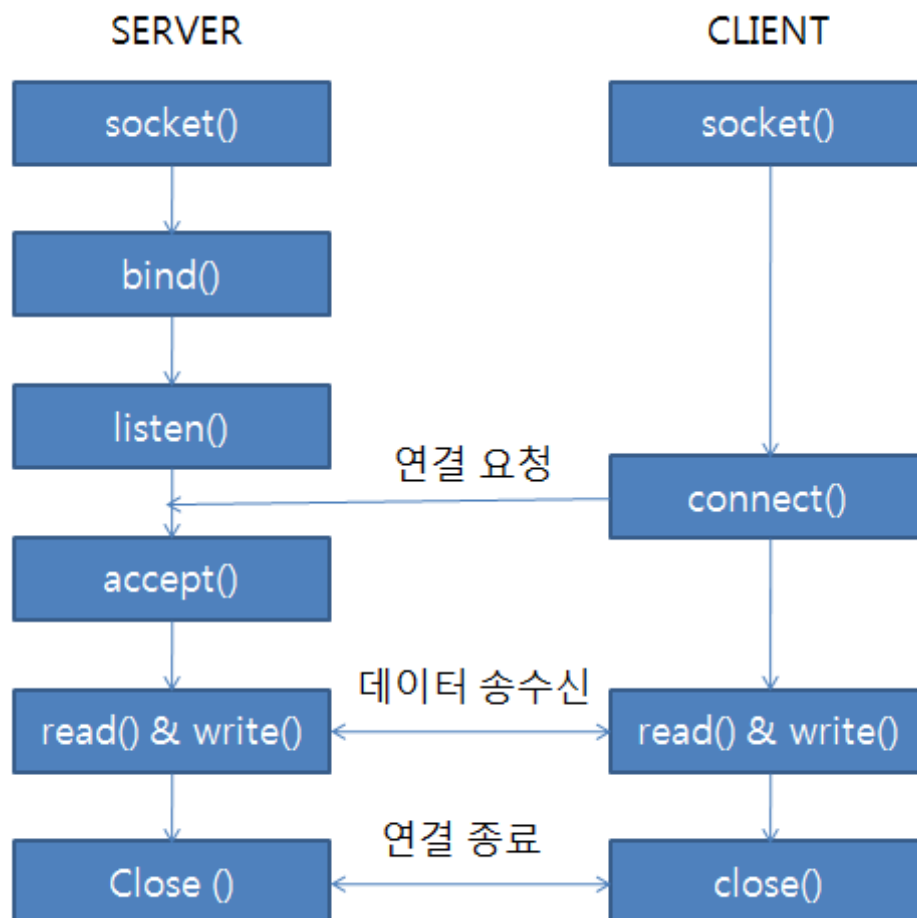 SERVER
CLIENT
socket()
socket()
bind()
listen()
연결 요청
connect()
accept()
데이터 송수신
read() & write()
read() & write()
연결 종료
Close ()
close()